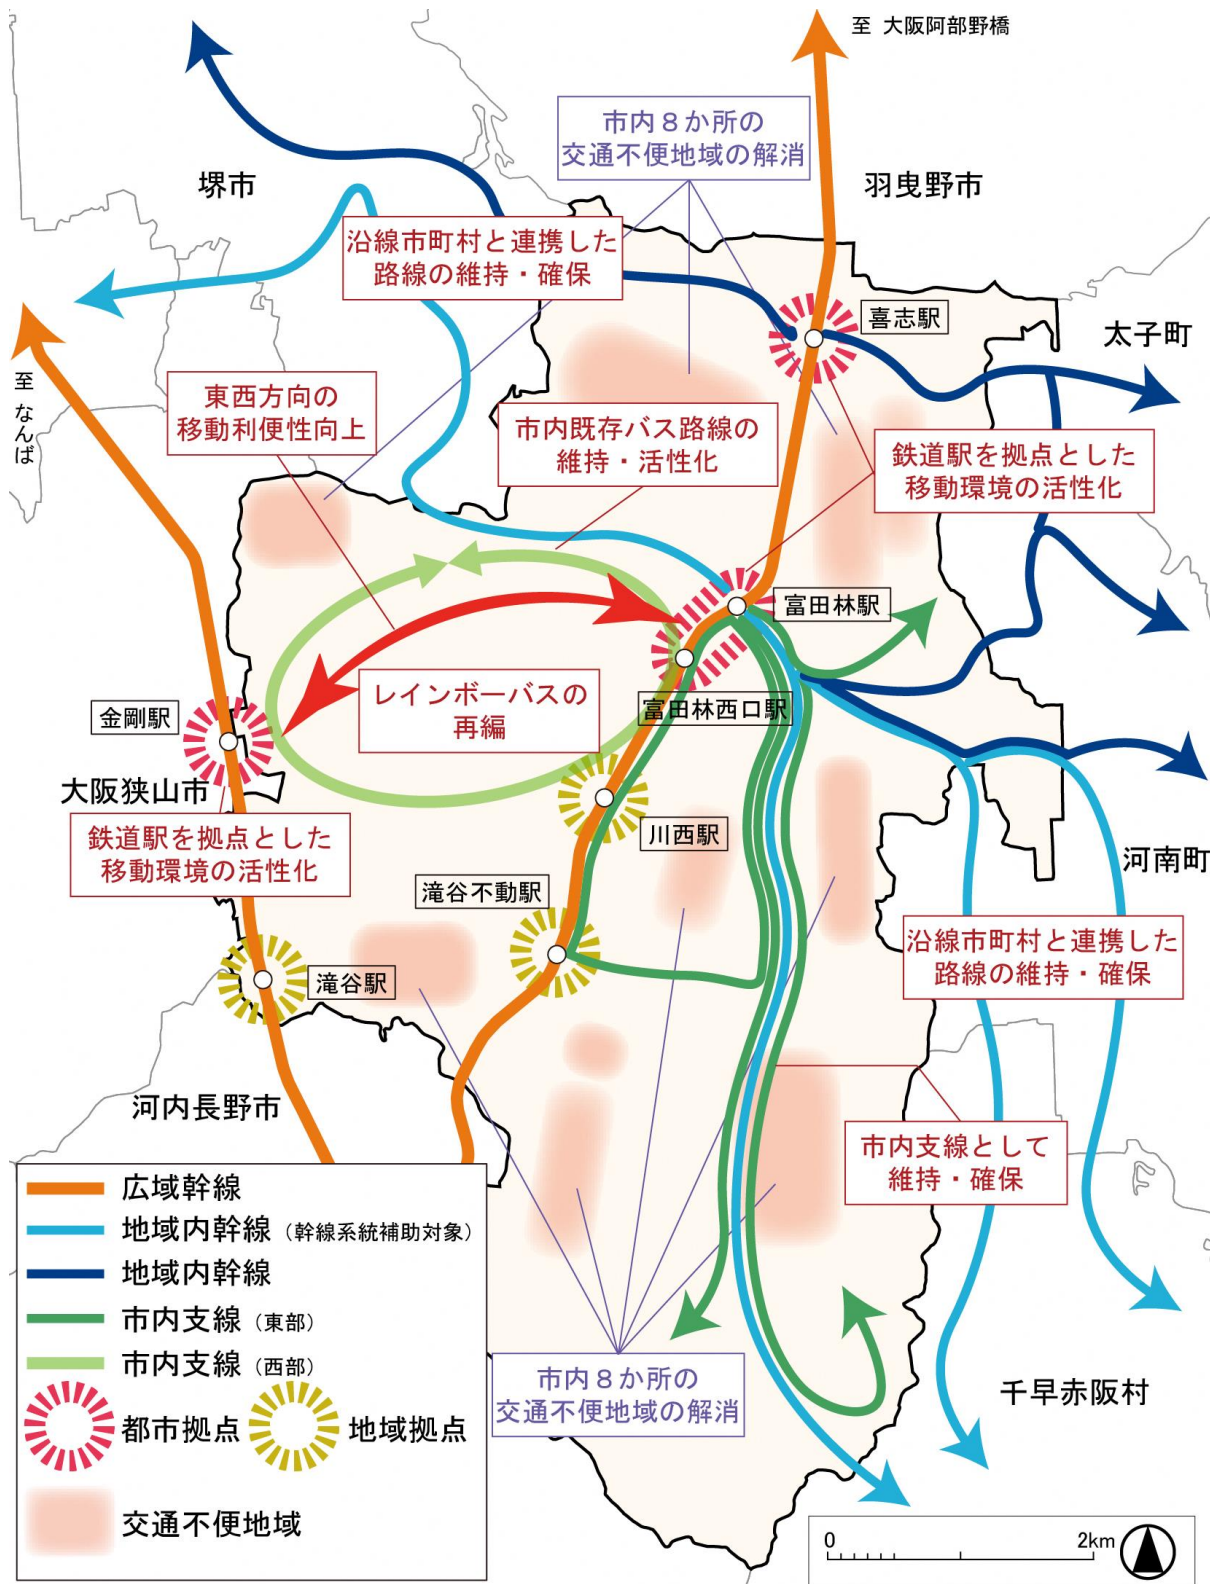 至 大阪阿部野橋
市内８か所の
交通不便地域の解消
堺市
羽曳野市
沿線市町村と連携した
路線の維持・確保
喜志駅
太子町
至 なんば
東西方向の
移動利便性向上
市内既存バス路線の
維持・活性化
鉄道駅を拠点とした
移動環境の活性化
富田林駅
レインボーバスの
再編
富田林西口駅
金剛駅
大阪狭山市
鉄道駅を拠点とした
移動環境の活性化
川西駅
河南町
滝谷不動駅
沿線市町村と連携した
路線の維持・確保
滝谷駅
河内長野市
市内支線として
維持・確保
広域幹線
地域内幹線（幹線系統補助対象）
地域内幹線
市内支線（東部）
市内支線（西部）
都市拠点
地域拠点
交通不便地域
市内８か所の
交通不便地域の解消
千早赤阪村
0
2km